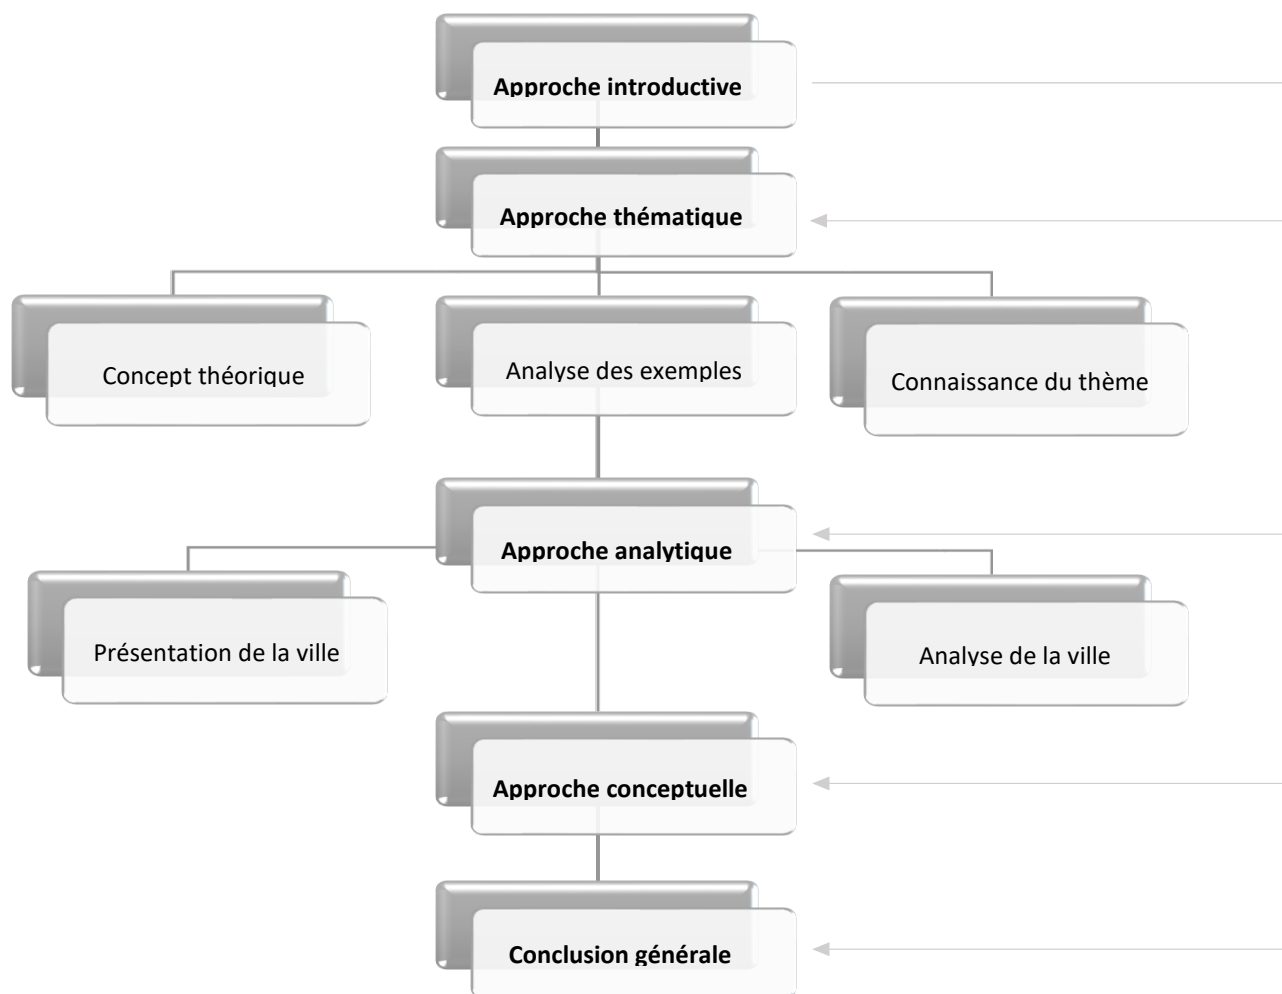 Approche introductive
Approche thématique
Concept théorique
Analyse des exemples
Connaissance du thème
Approche analytique
Présentation de la ville
Analyse de la ville
Approche conceptuelle
Conclusion générale